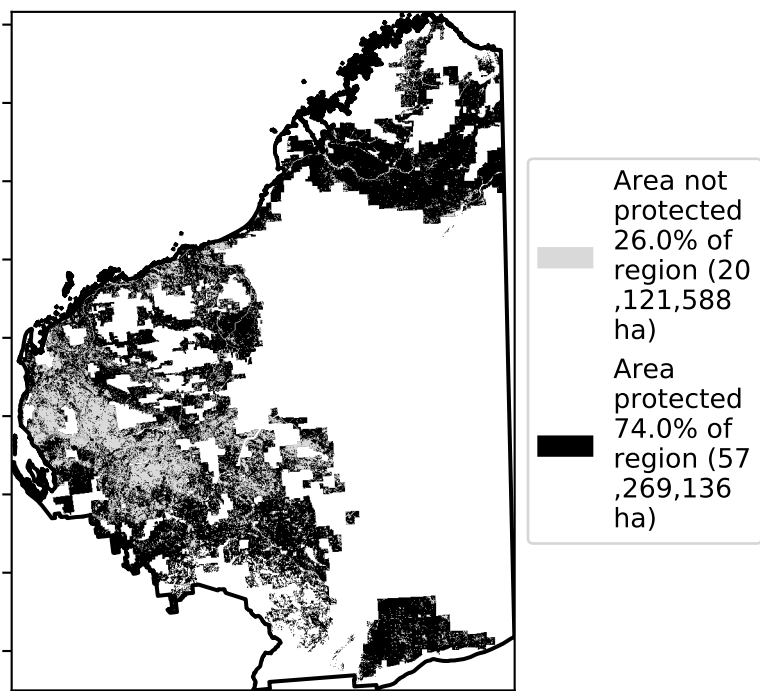 Area not
protected
26.0% of
region (20
,121,588
ha)
Area
protected
74.0% of
region (57
,269,136
ha)